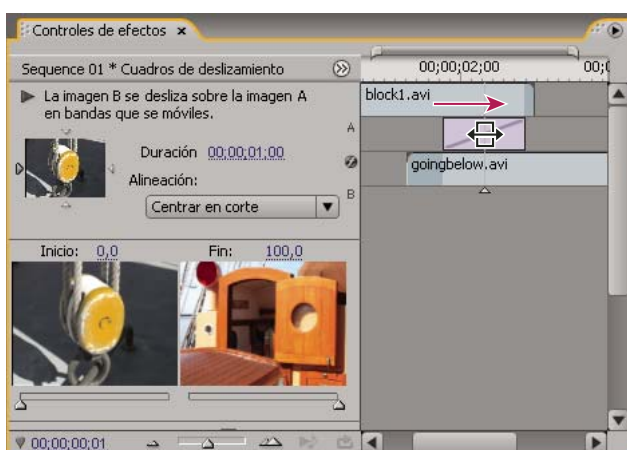 Controles de efectos ×
Sequence 01 * Cuadros de deslizamiento
00;00;02;00
La imagen B se desliza sobre la imagen A
en bandas que se móviles.
block1.avi
A
Duración 00;00;01;00
Alineación:
goingbelow.avi
B
Centrar en corte
Inicio: 0,0 Fin: 100,0
00;00;00;01